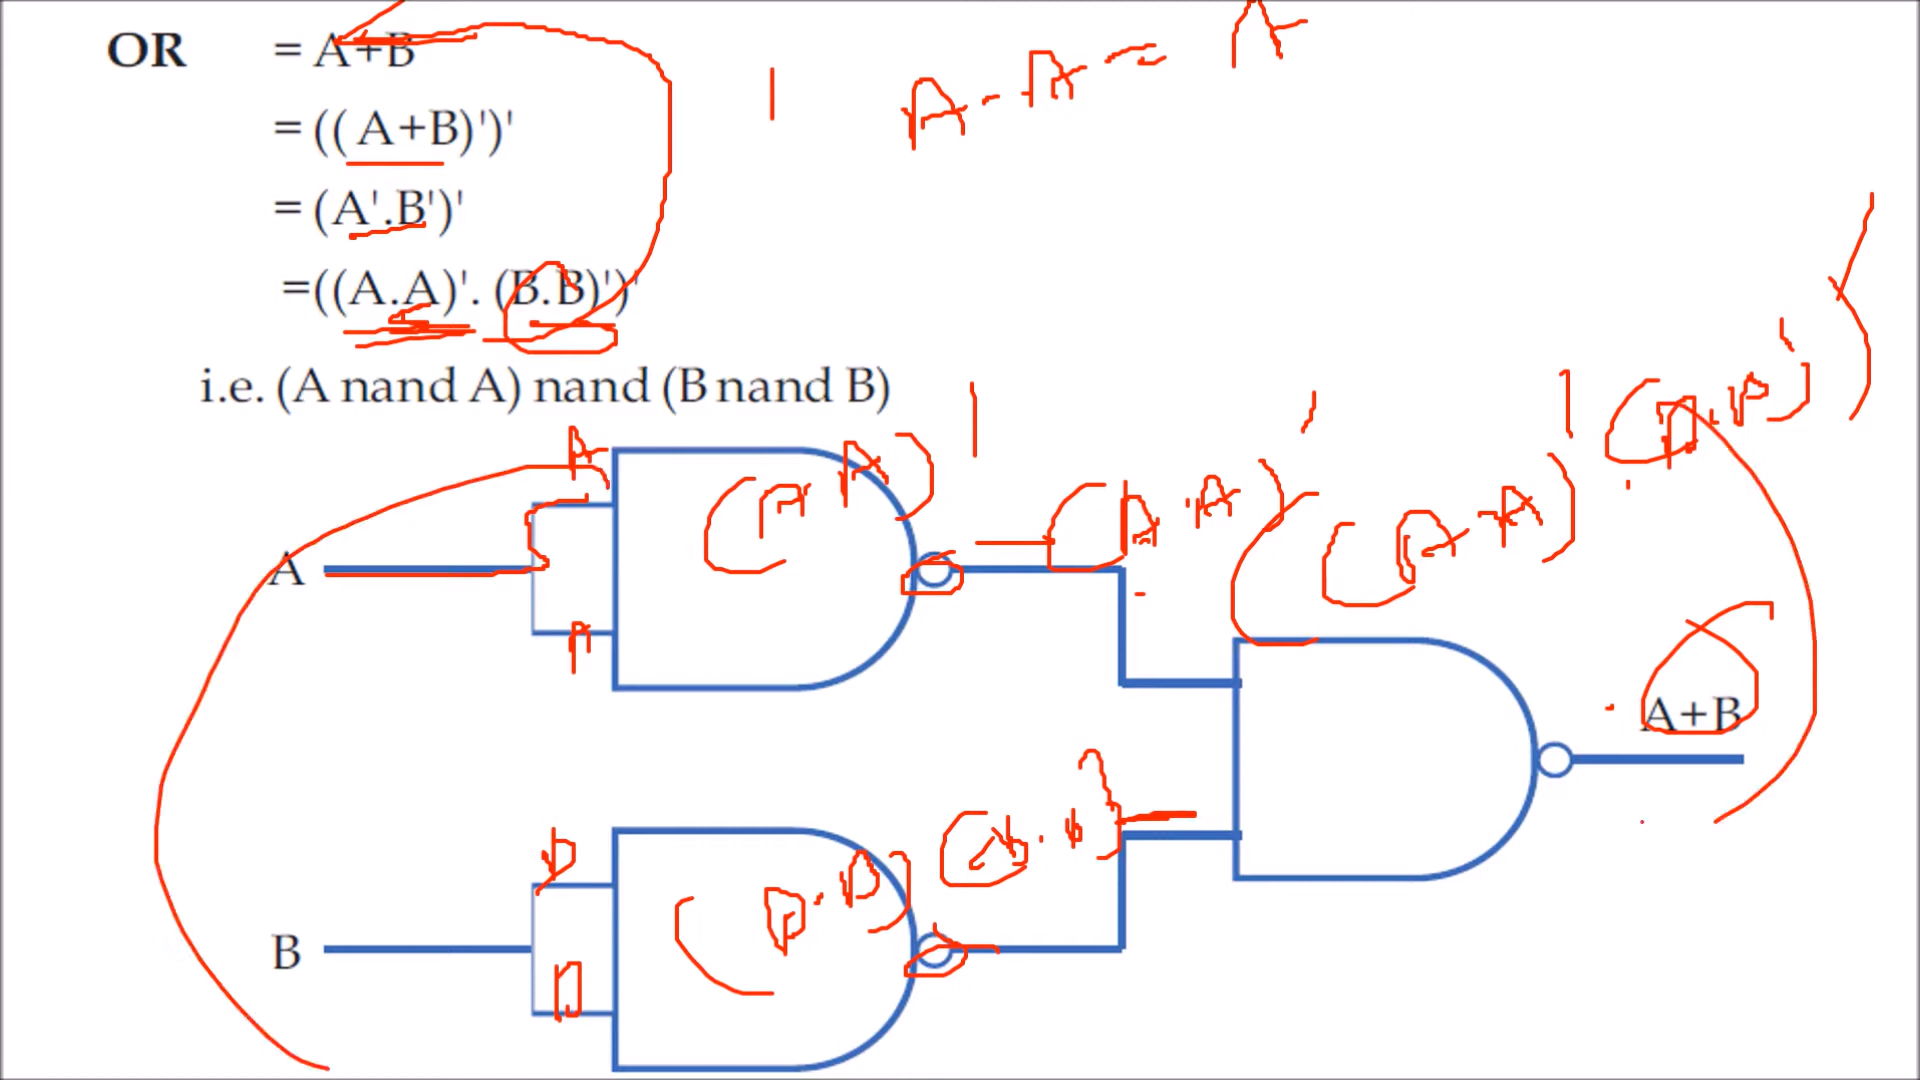 OR = A+B
= (( A+B)')'
= (A'.B')'
=((A.A)'. (B.B)')'
i.e. (A nand A) nand (B nand B)
A - A = A
A
(A . A)'
(A . A)'
((A . A)'
A
A
A+B
b
(b . b)'
B